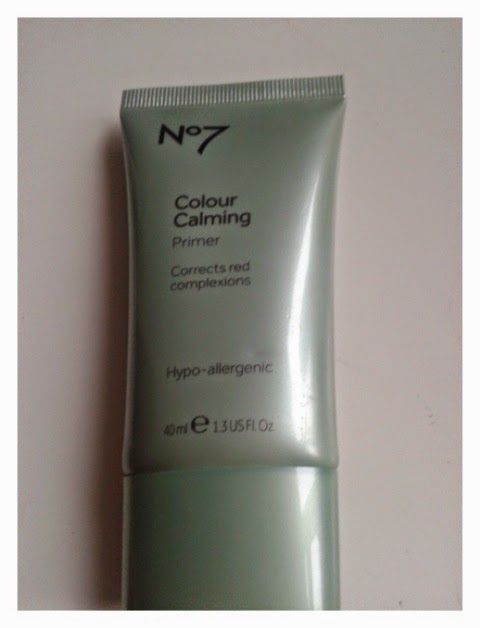 No7
Colour
Calming
Primer
Corrects red
complexions
Hypo-allergenic
40ml ℮ 1.3 US Fl. Oz.